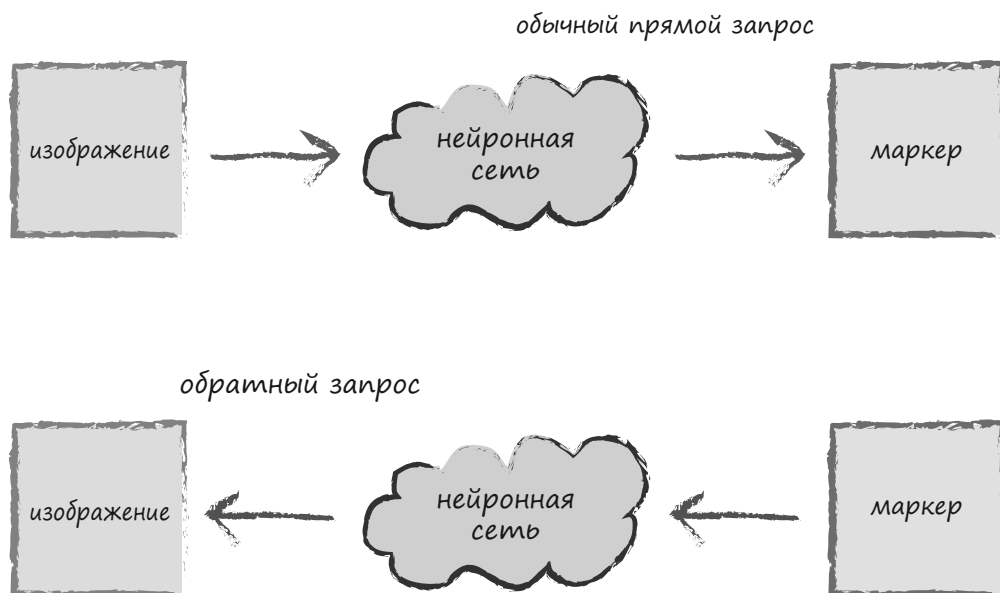 обычный прямой запрос
изображение
нейронная
сеть
маркер
обратный запрос
изображение
нейронная
сеть
маркер